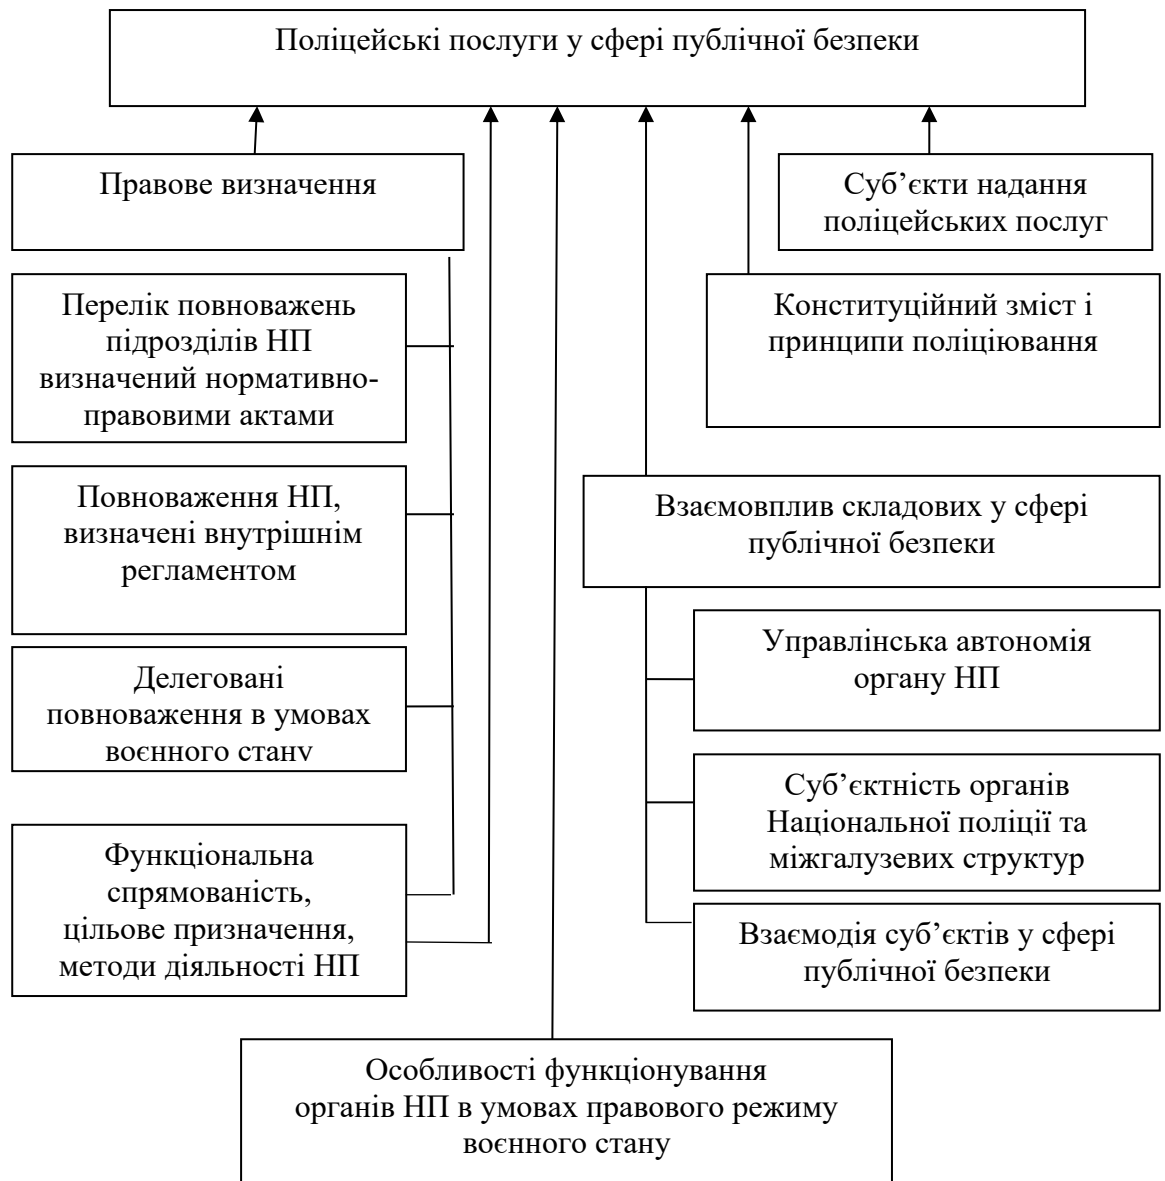 Поліцейські послуги у сфері публічної безпеки
Правове визначення
Суб’єкти надання
поліцейських послуг
Перелік повноважень
підрозділів НП
визначений нормативно-
правовими актами
Конституційний зміст і
принципи поліціювання
Повноваження НП,
визначені внутрішнім
регламентом
Взаємовплив складових у сфері
публічної безпеки
Делеговані
повноваження в умовах
воєнного стану
Управлінська автономія
органу НП
Суб’єктність органів
Національної поліції та
міжгалузевих структур
Функціональна
спрямованість,
цільове призначення,
методи діяльності НП
Взаємодія суб’єктів у сфері
публічної безпеки
Особливості функціонування
органів НП в умовах правового режиму
воєнного стану